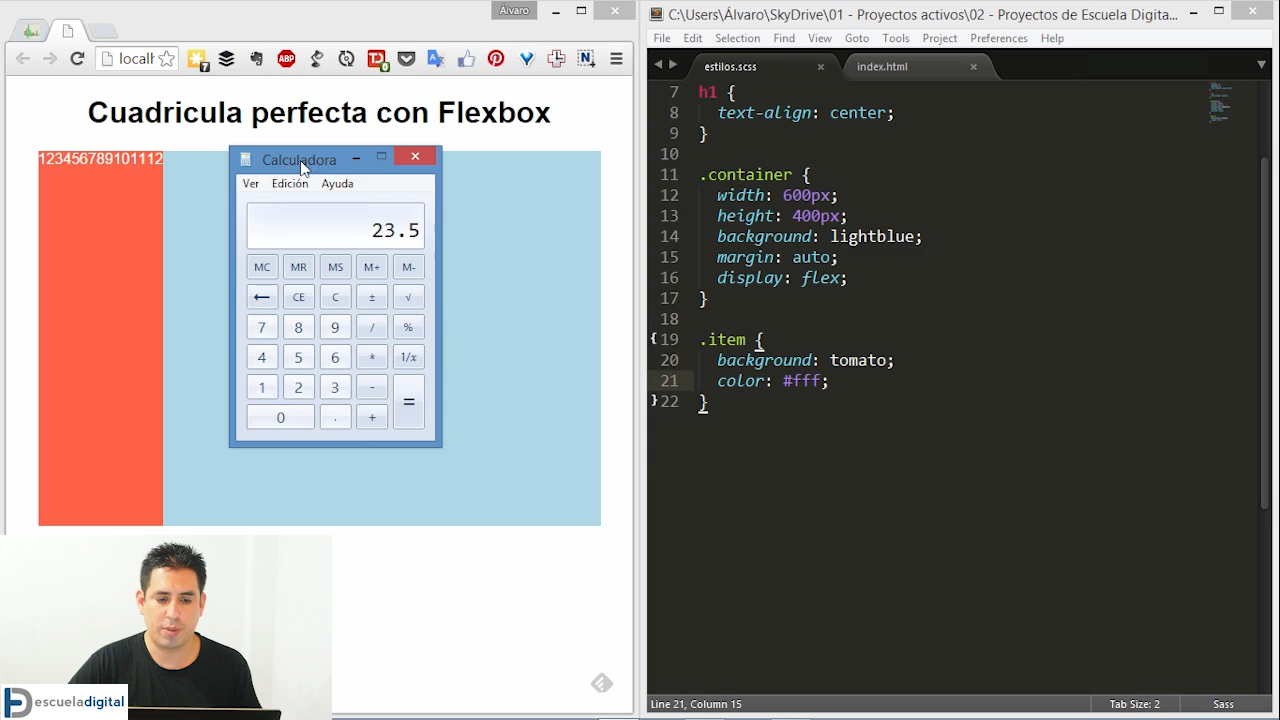 Álvaro
localh
7
ABP
0
N
Cuadricula perfecta con Flexbox
123456789101112
Calculadora
Ver Edición Ayuda
23.5
MC MR MS M+ M-
← CE C ± √
7 8 9 / %
4 5 6 * 1/x
1 2 3 - =
0 . +
escueladigital
C:\Users\Álvaro\SkyDrive\01 - Proyectos activos\02 - Proyectos de Escuela Digita...
File Edit Selection Find View Goto Tools Project Preferences Help
estilos.scss × index.html ×
7 h1 {
8 text-align: center;
9 }
10
11 .container {
12 width: 600px;
13 height: 400px;
14 background: lightblue;
15 margin: auto;
16 display: flex;
17 }
18
19 .item {
20 background: tomato;
21 color: #fff;
22 }
Line 21, Column 15 Tab Size: 2 Sass